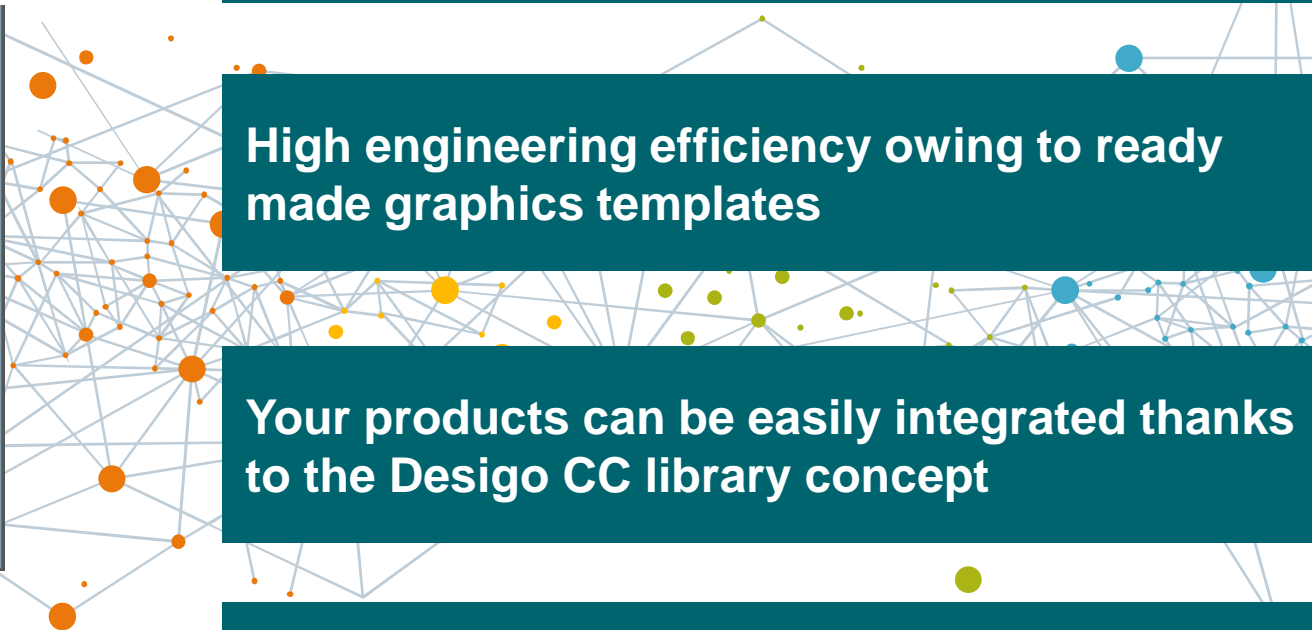 High engineering efficiency owing to ready
made graphics templates
Your products can be easily integrated thanks
to the Desigo CC library concept